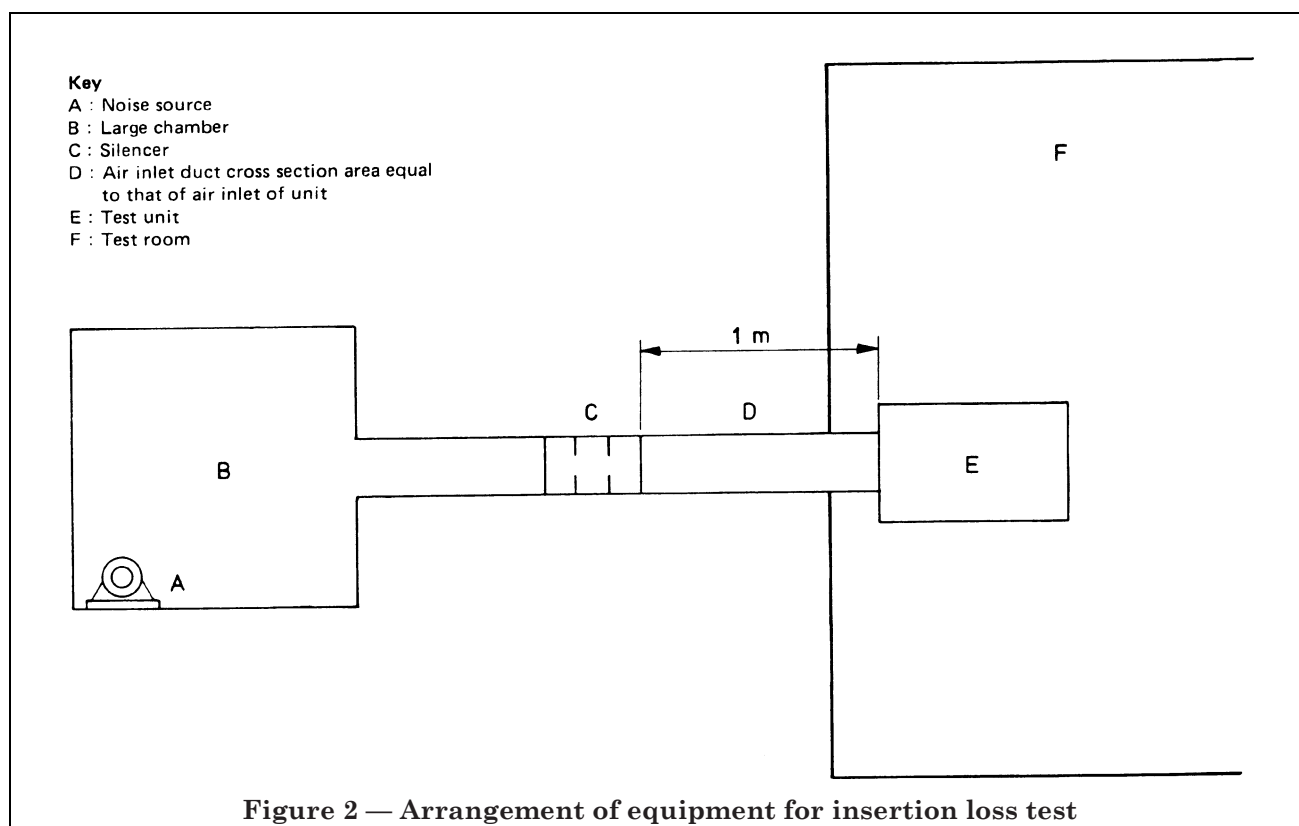 Key
A : Noise source
B : Large chamber
C : Silencer
D : Air inlet duct cross section area equal
to that of air inlet of unit
E : Test unit
F : Test room
F
1 m
C
D
B
E
A
Figure 2 — Arrangement of equipment for insertion loss test